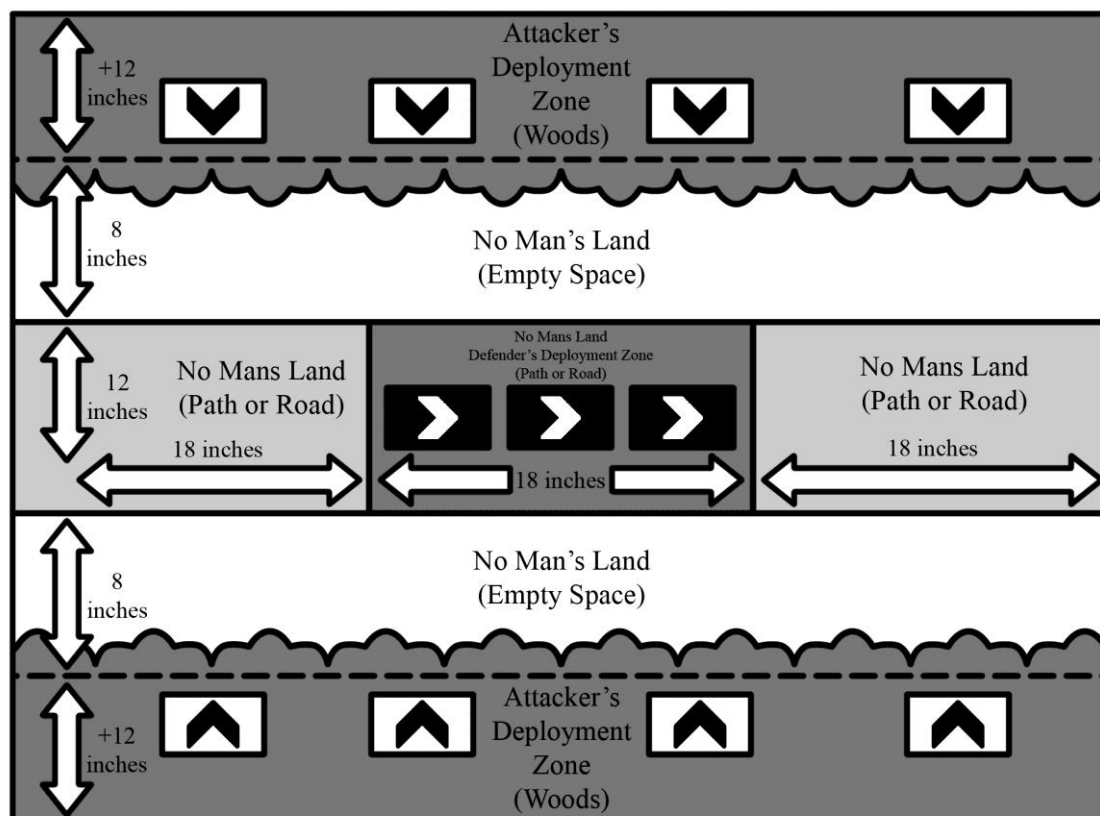 Attacker’s
Deployment
Zone
(Woods)
+12
inches
8
inches
No Man’s Land
(Empty Space)
12
inches
No Mans Land
(Path or Road)
18 inches
No Mans Land
Defender’s Deployment Zone
(Path or Road)
18 inches
No Mans Land
(Path or Road)
18 inches
8
inches
No Man’s Land
(Empty Space)
+12
inches
Attacker’s
Deployment
Zone
(Woods)